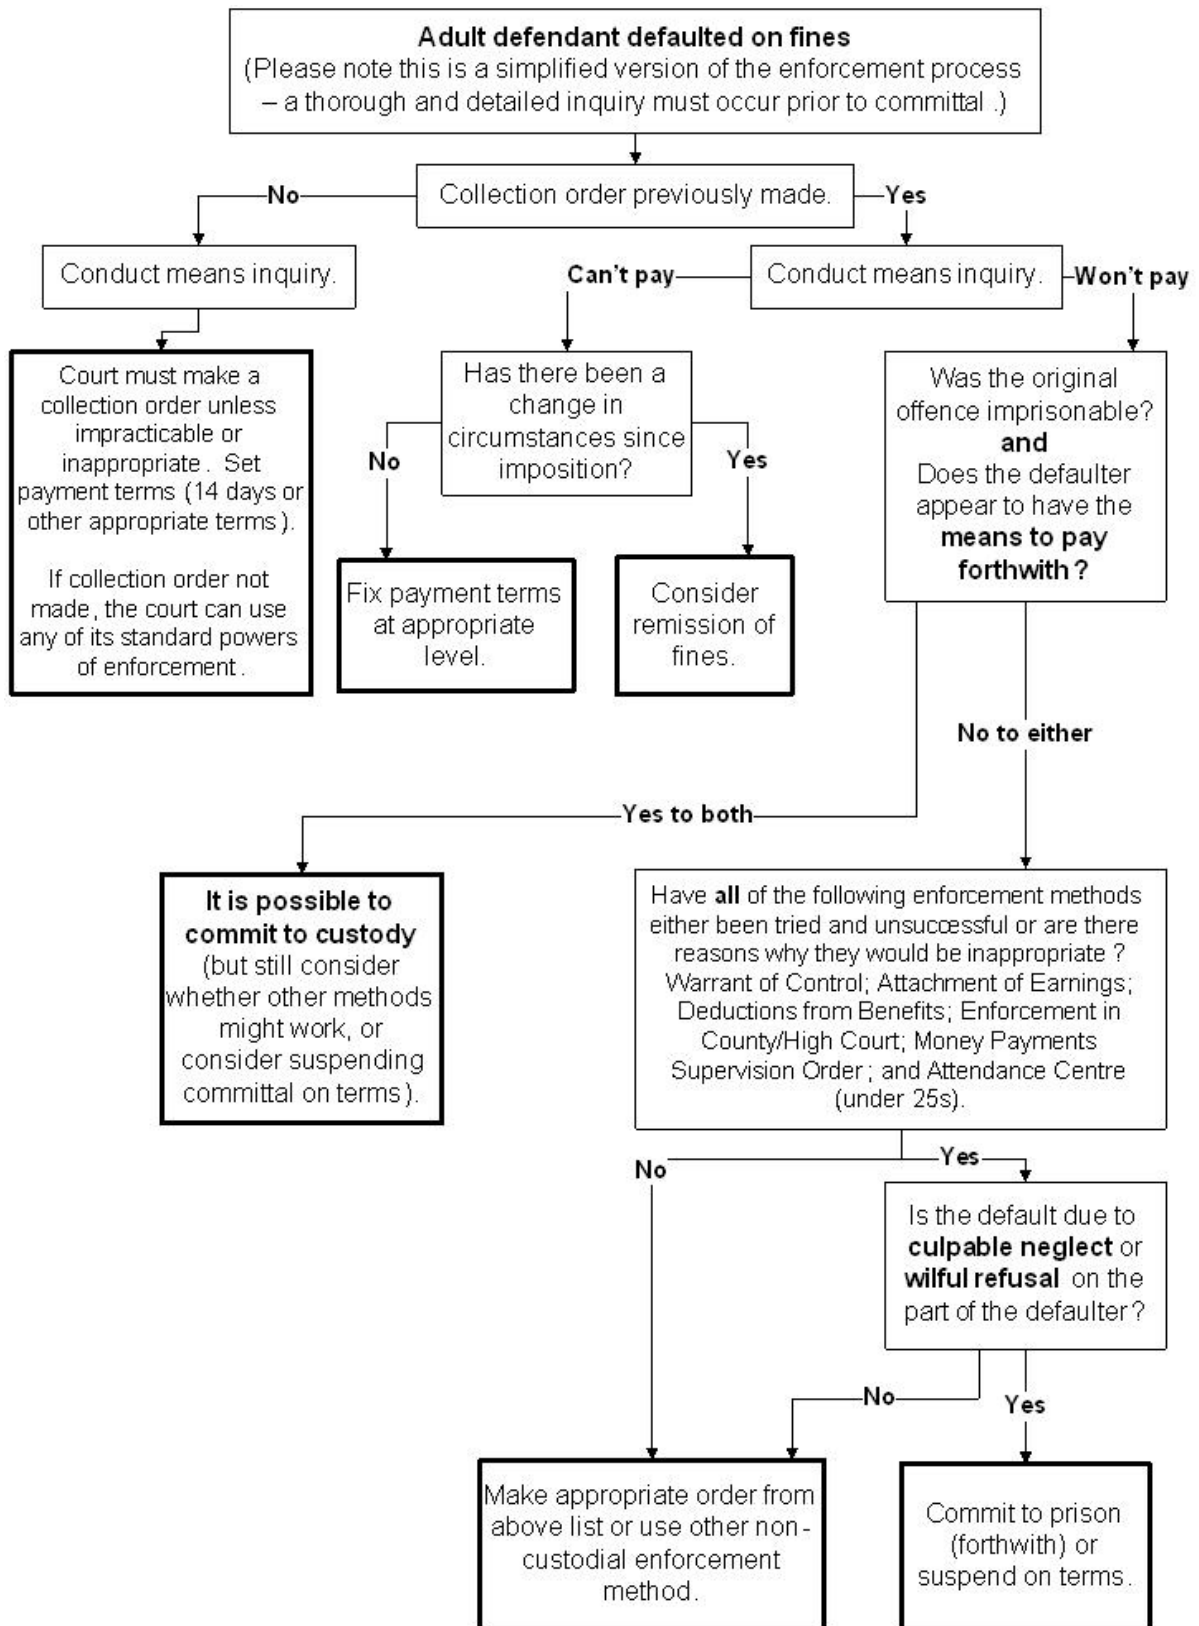 Adult defendant defaulted on fines
(Please note this is a simplified version of the enforcement process
– a thorough and detailed inquiry must occur prior to committal .)
Collection order previously made.
No
Yes
Conduct means inquiry.
Court must make a
collection order unless
impracticable or
inappropriate . Set
payment terms (14 days or
other appropriate terms ).
If collection order not
made, the court can use
any of its standard powers
of enforcement .
Conduct means inquiry.
Can't pay
Won't pay
Has there been a
change in
circumstances since
imposition?
No
Yes
Fix payment terms
at appropriate
level.
Consider
remission of
fines.
Was the original
offence imprisonable?
and
Does the defaulter
appear to have the
means to pay
forthwith ?
Yes to both
No to either
It is possible to
commit to custody
(but still consider
whether other methods
might work, or
consider suspending
committal on terms ).
Have all of the following enforcement methods
either been tried and unsuccessful or are there
reasons why they would be inappropriate ?
Warrant of Control; Attachment of Earnings;
Deductions from Benefits; Enforcement in
County/High Court; Money Payments
Supervision Order ; and Attendance Centre
(under 25s).
No
Yes
Is the default due to
culpable neglect or
wilful refusal on the
part of the defaulter ?
No
Yes
Make appropriate order from
above list or use other non-
custodial enforcement
method.
Commit to prison
(forthwith) or
suspend on terms .